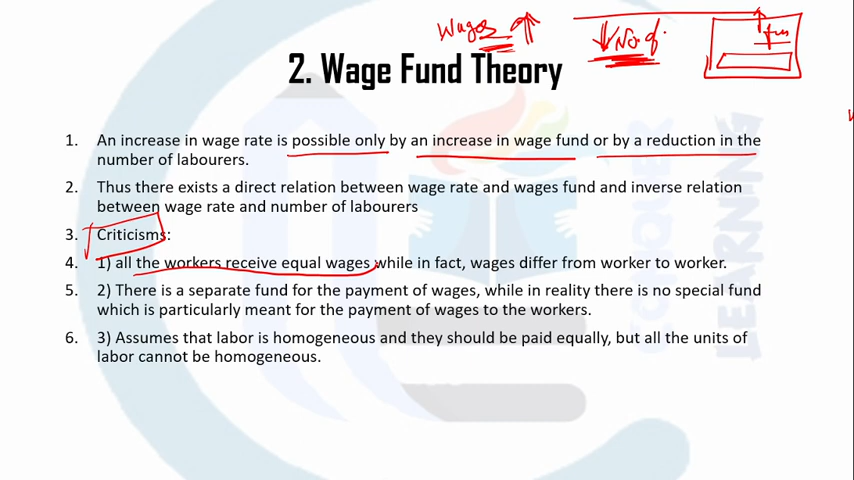 Wages
No. of
fund
2. Wage Fund Theory
1. An increase in wage rate is possible only by an increase in wage fund or by a reduction in the
number of labourers.
2. Thus there exists a direct relation between wage rate and wages fund and inverse relation
between wage rate and number of labourers
3. Criticisms:
4. 1) all the workers receive equal wages while in fact, wages differ from worker to worker.
5. 2) There is a separate fund for the payment of wages, while in reality there is no special fund
which is particularly meant for the payment of wages to the workers.
6. 3) Assumes that labor is homogeneous and they should be paid equally, but all the units of
labor cannot be homogeneous.
CONQUER
LEARNING